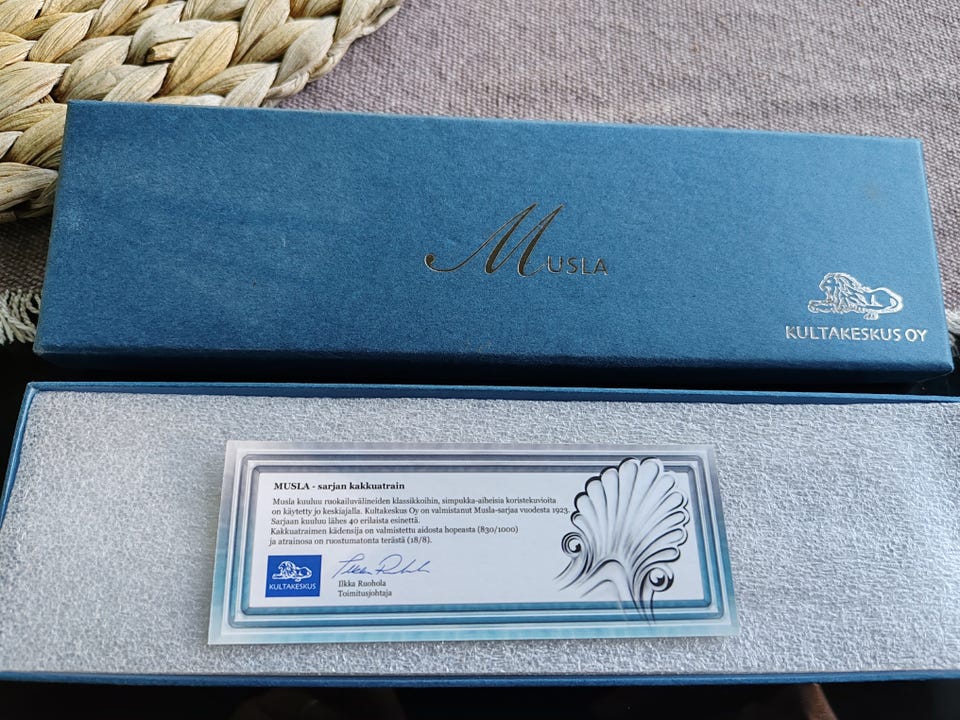 MUSLA
KULTAKESKUS OY
MUSLA - sarjan kakkuatrain
Musla kuuluu ruokailuvälineiden klassikkoihin, simpukka-aiheisia koristekuvioita
on käytetty jo keskiajalla. Kultakeskus Oy on valmistanut Musla-sarjaa vuodesta 1923.
Sarjaan kuuluu lähes 40 erilaista esinettä.
Kakkuatraimen kädensija on valmistettu aidosta hopeasta (830/1000)
ja atrainosa on ruostumatonta terästä (18/8).
KULTAKESKUS
Ilkka Ruohola
Ilkka Ruohola
Toimitusjohtaja